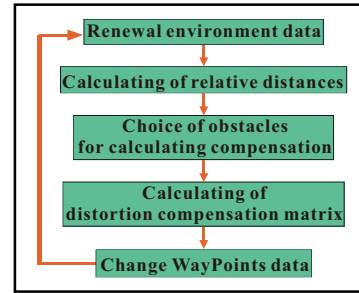 Renewal environment data
Calculating of relative distances
Choice of obstacles
for calculating compensation
Calculating of
distortion compensation matrix
Change WayPoints data